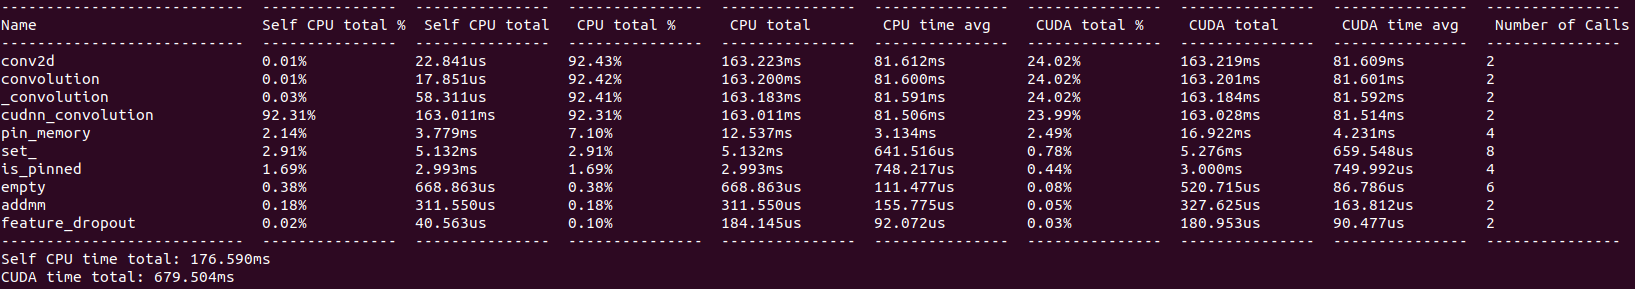 ---------------------------  ---------------  ---------------  ---------------  ---------------  ---------------  ---------------  ---------------  ---------------  ---------------
Name                         Self CPU total %  Self CPU total   CPU total %      CPU total        CPU time avg     CUDA total %     CUDA total       CUDA time avg    Number of Calls
---------------------------  ---------------  ---------------  ---------------  ---------------  ---------------  ---------------  ---------------  ---------------  ---------------
conv2d                       0.01%            22.841us         92.43%           163.223ms        81.612ms         24.02%           163.219ms        81.609ms         2
convolution                  0.01%            17.851us         92.42%           163.200ms        81.600ms         24.02%           163.201ms        81.601ms         2
_convolution                 0.03%            58.311us         92.41%           163.183ms        81.591ms         24.02%           163.184ms        81.592ms         2
cudnn_convolution            92.31%           163.011ms        92.31%           163.011ms        81.506ms         23.99%           163.028ms        81.514ms         2
pin_memory                   2.14%            3.779ms          7.10%            12.537ms         3.134ms          2.49%            16.922ms         4.231ms          4
set_                         2.91%            5.132ms          2.91%            5.132ms          641.516us        0.78%            5.276ms          659.548us        8
is_pinned                    1.69%            2.993ms          1.69%            2.993ms          748.217us        0.44%            3.000ms          749.992us        4
empty                        0.38%            668.863us        0.38%            668.863us        111.477us        0.08%            520.715us        86.786us         6
addmm                        0.18%            311.550us        0.18%            311.550us        155.775us        0.05%            327.625us        163.812us        2
feature_dropout              0.02%            40.563us         0.10%            184.145us        92.072us         0.03%            180.953us        90.477us         2
---------------------------  ---------------  ---------------  ---------------  ---------------  ---------------  ---------------  ---------------  ---------------  ---------------
Self CPU time total: 176.590ms
CUDA time total: 679.504ms